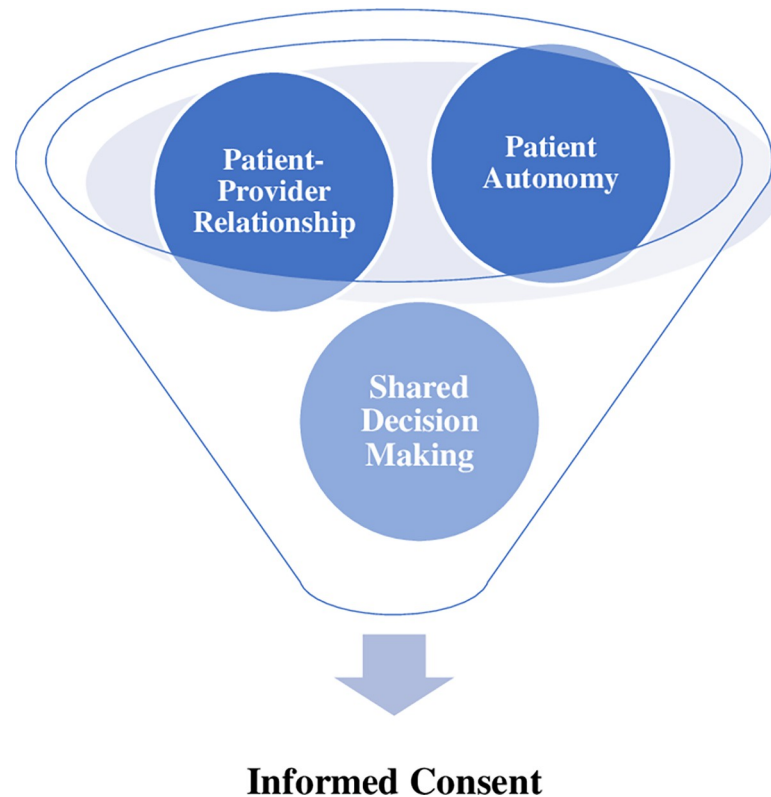 Patient-
Provider
Relationship
Patient
Autonomy
Shared
Decision
Making
Informed Consent